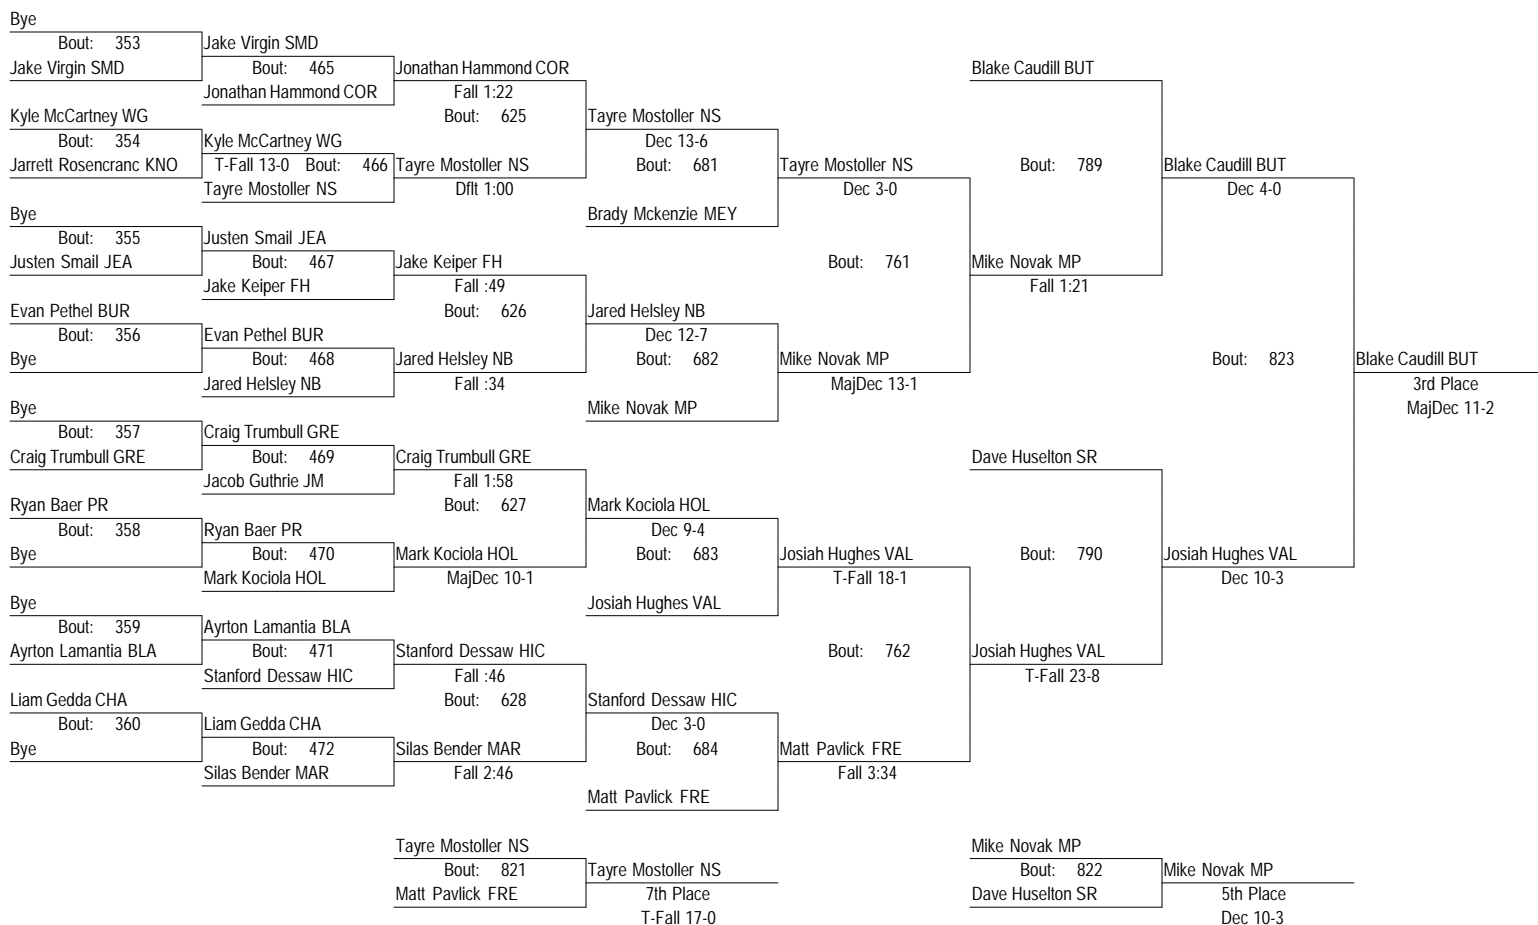 Bye
Bout: 353 Jake Virgin SMD
Jake Virgin SMD Bout: 465 Jonathan Hammond COR Blake Caudill BUT
Jonathan Hammond COR Fall 1:22
Kyle McCartney WG Bout: 625 Tayre Mostoller NS
Bout: 354 Kyle McCartney WG Dec 13-6
Jarrett Rosencranc KNO T-Fall 13-0 Bout: 466 Tayre Mostoller NS Bout: 681 Tayre Mostoller NS Bout: 789 Blake Caudill BUT
Tayre Mostoller NS Dflt 1:00 Dec 3-0 Dec 4-0
Bye Brady Mckenzie MEY
Bout: 355 Justen Smail JEA
Justen Smail JEA Bout: 467 Jake Keiper FH Bout: 761 Mike Novak MP
Jake Keiper FH Fall :49 Fall 1:21
Evan Pethel BUR Bout: 626 Jared Helsley NB
Bout: 356 Evan Pethel BUR Dec 12-7
Bye Bout: 468 Jared Helsley NB Bout: 682 Mike Novak MP Bout: 823 Blake Caudill BUT
Jared Helsley NB Fall :34 MajDec 13-1 3rd Place
Bye Mike Novak MP MajDec 11-2
Bout: 357 Craig Trumbull GRE
Craig Trumbull GRE Bout: 469 Craig Trumbull GRE Dave Huselton SR
Jacob Guthrie JM Fall 1:58
Ryan Baer PR Bout: 627 Mark Kociola HOL
Bout: 358 Ryan Baer PR Dec 9-4
Bye Bout: 470 Mark Kociola HOL Bout: 683 Josiah Hughes VAL Bout: 790 Josiah Hughes VAL
Mark Kociola HOL MajDec 10-1 T-Fall 18-1 Dec 10-3
Bye Josiah Hughes VAL
Bout: 359 Ayrton Lamantia BLA
Ayrton Lamantia BLA Bout: 471 Stanford Dessaw HIC Bout: 762 Josiah Hughes VAL
Stanford Dessaw HIC Fall :46 T-Fall 23-8
Liam Gedda CHA Bout: 628 Stanford Dessaw HIC
Bout: 360 Liam Gedda CHA Dec 3-0
Bye Bout: 472 Silas Bender MAR Bout: 684 Matt Pavlick FRE
Silas Bender MAR Fall 2:46 Fall 3:34
Matt Pavlick FRE
Tayre Mostoller NS Mike Novak MP
Bout: 821 Tayre Mostoller NS Bout: 822 Mike Novak MP
Matt Pavlick FRE 7th Place Dave Huselton SR 5th Place
T-Fall 17-0 Dec 10-3